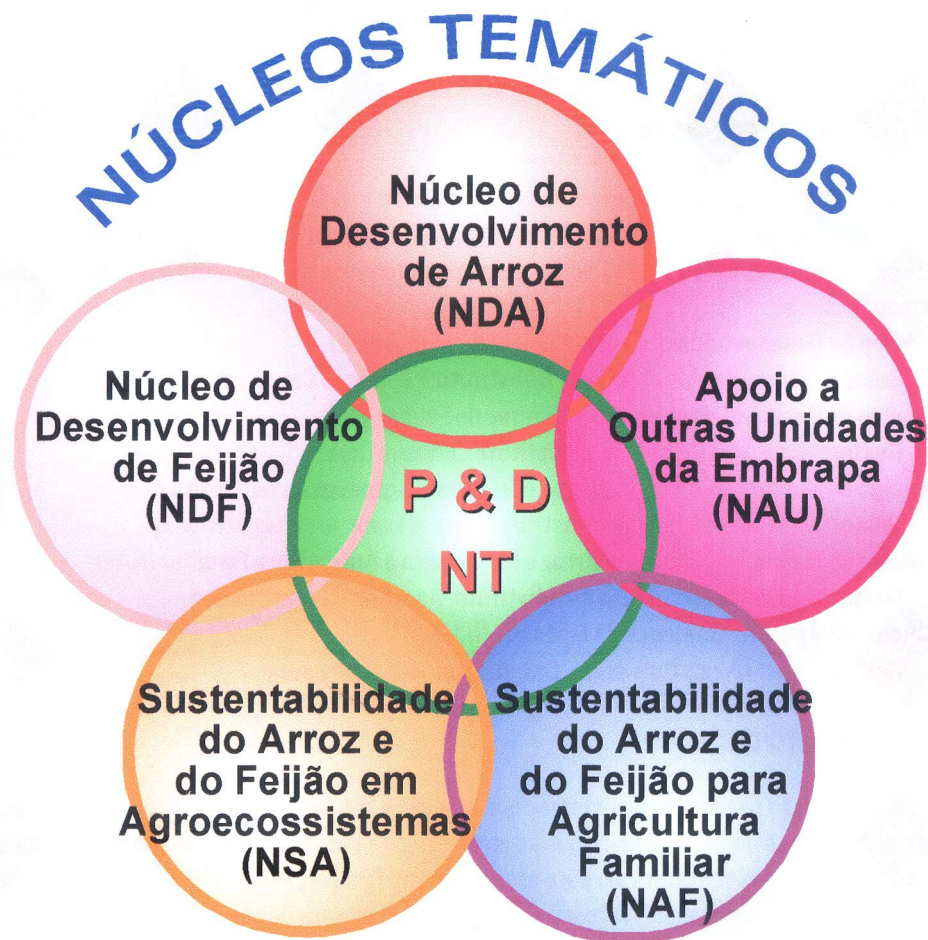 NÚCLEOS TEMÁTICOS
Núcleo de
Desenvolvimento
de Arroz
(NDA)
Núcleo de
Desenvolvimento
de Feijão
(NDF)
Apoio a
Outras Unidades
da Embrapa
(NAU)
P & D
NT
Sustentabilidade
do Arroz e
do Feijão em
Agroecossistemas
(NSA)
Sustentabilidade
do Arroz e
do Feijão para
Agricultura
Familiar
(NAF)